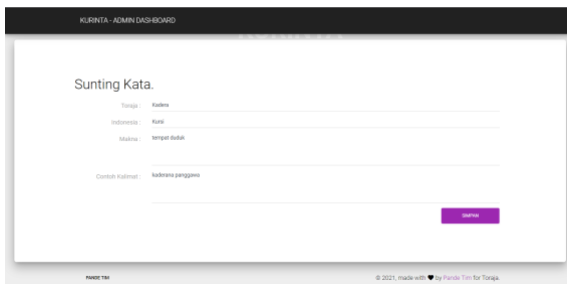 KURINTA - ADMIN DASHBOARD
Sunting Kata.
Toraja : Kadera
Indonesia : Kursi
Makna : tempat duduk
Contoh Kalimat : kaderana panggawa
SIMPAN
PANDE TIM © 2021, made with ♥ by Pande Tim for Toraja.